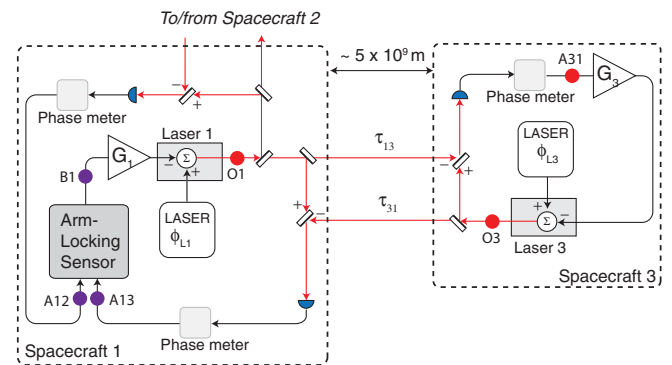 To/from Spacecraft 2
~ 5 x 10⁹ m
A31
G₃
Phase meter
Phase meter
− +
Laser 1
G₁
− Σ +
O1
B1
LASER
ϕL1
Arm-
Locking
Sensor
A12
A13
Phase meter
Spacecraft 1
τ₁₃
τ₃₁
+ −
− +
LASER
ϕL3
+ Σ −
O3
Laser 3
Spacecraft 3